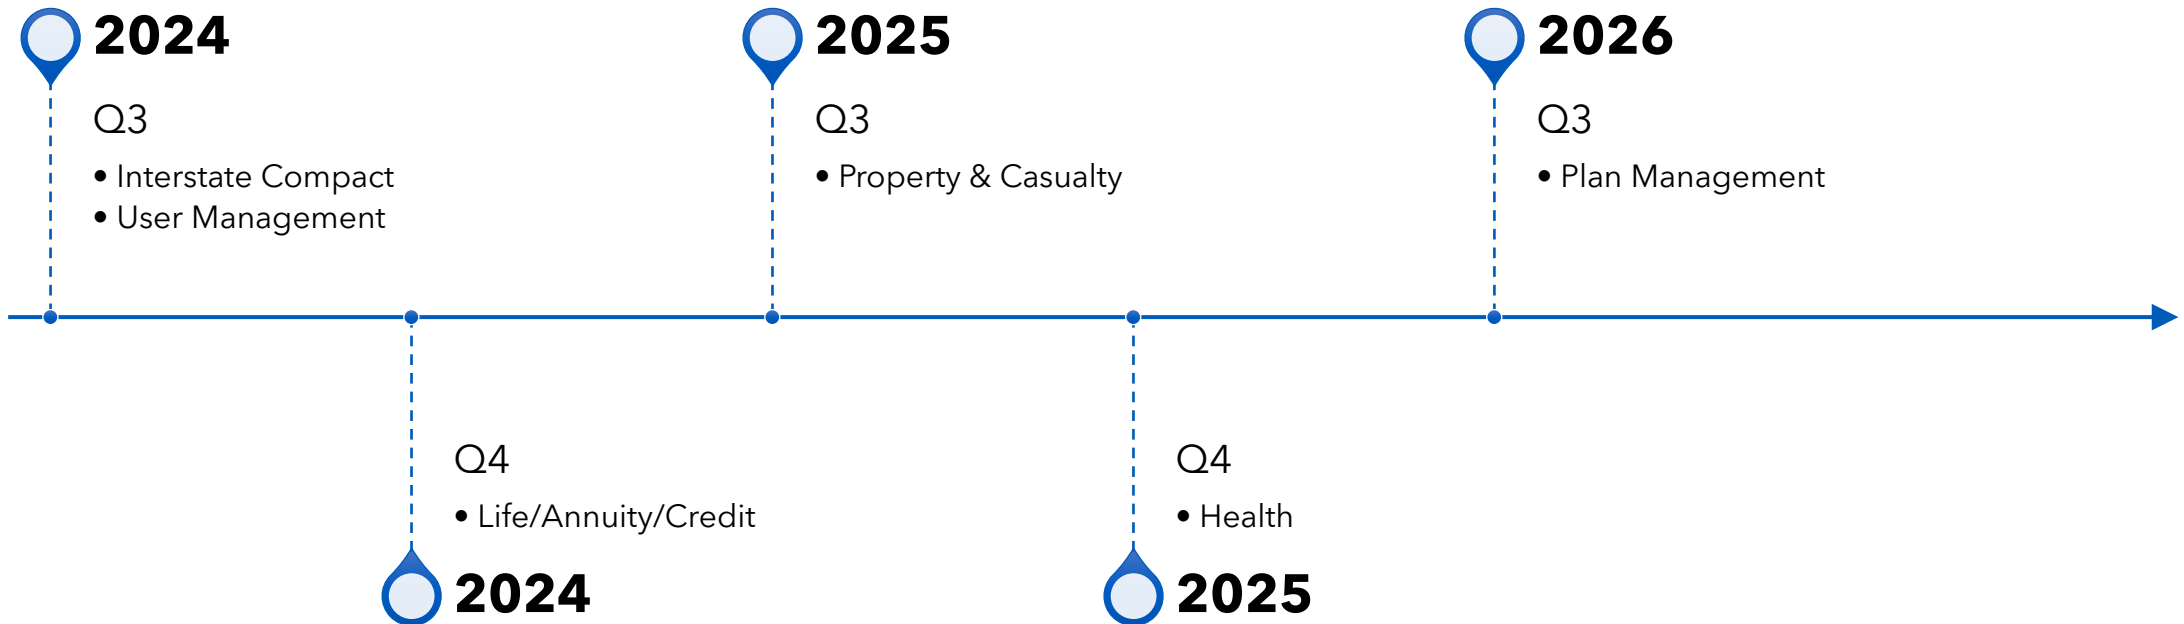 2024
Q3
• Interstate Compact
• User Management
Q4
• Life/Annuity/Credit
2024
2025
Q3
• Property & Casualty
Q4
• Health
2025
2026
Q3
• Plan Management